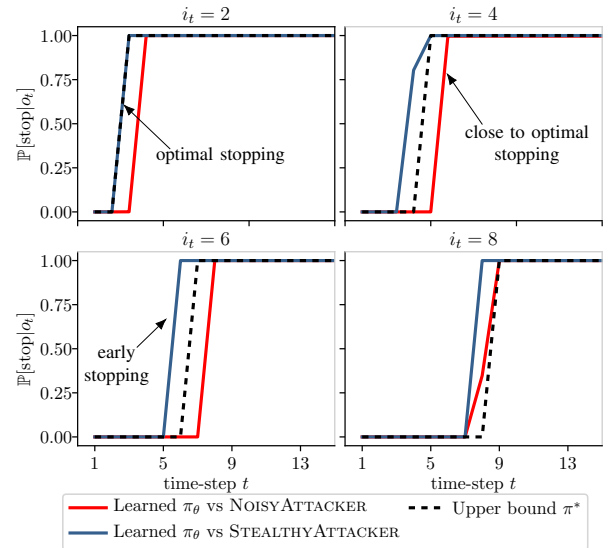 i_t = 2
i_t = 4
ℙ[stop|o_t]
1.00
0.75
0.50
0.25
0.00
optimal stopping
close to optimal
stopping
i_t = 6
i_t = 8
ℙ[stop|o_t]
1.00
0.75
0.50
0.25
0.00
early
stopping
1 5 9 13
1 5 9 13
time-step t
time-step t
Learned π_θ vs NOISYATTACKER
Upper bound π*
Learned π_θ vs STEALTHYATTACKER